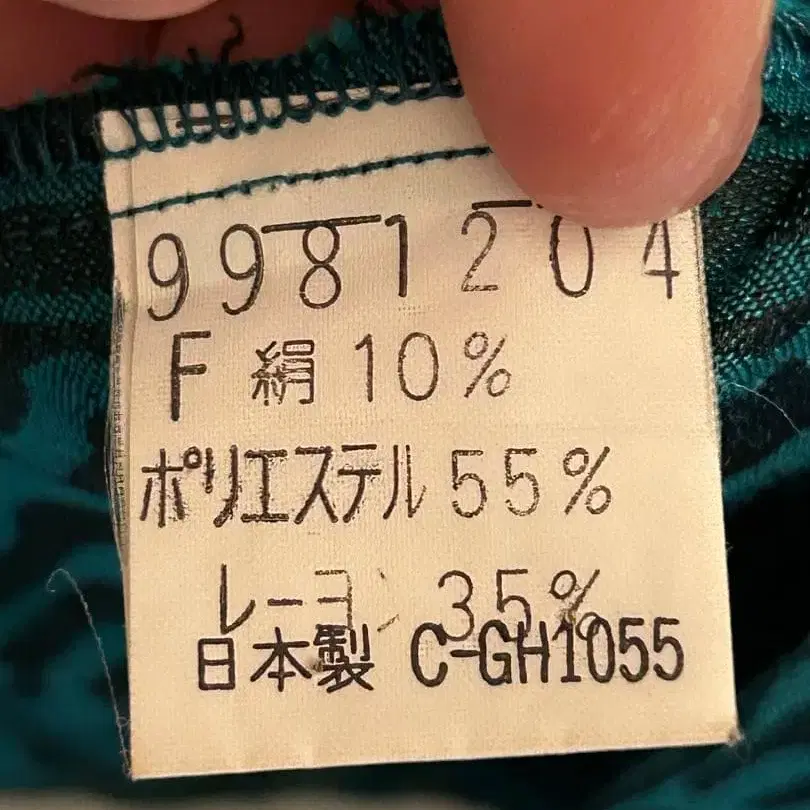 9981204
F 絹 10%
ポリエステル 55%
レーヨン 35%
日本製 C-GH1055